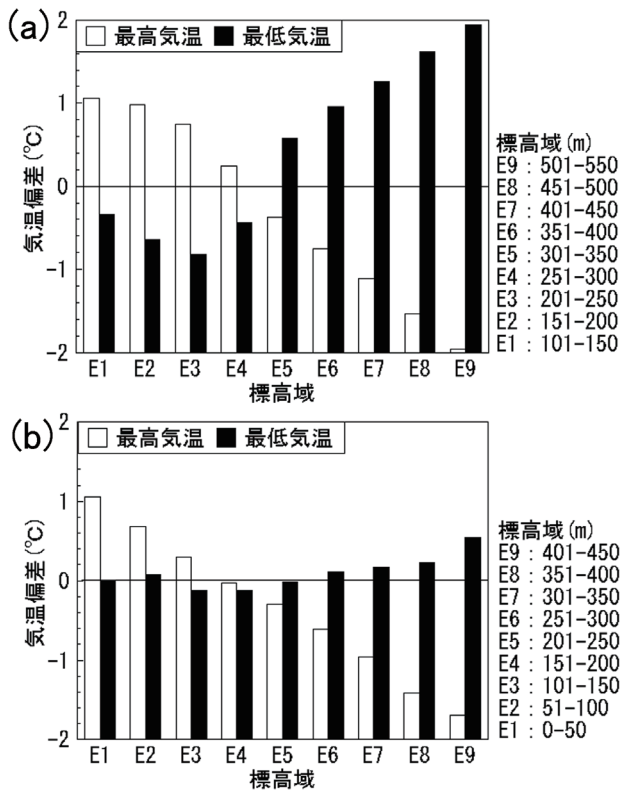 (a)
2
1
0
-1
-2
気温偏差(℃)
最高気温 最低気温
E1 E2 E3 E4 E5 E6 E7 E8 E9
標高域
標高域(m)
E9：501-550
E8：451-500
E7：401-450
E6：351-400
E5：301-350
E4：251-300
E3：201-250
E2：151-200
E1：101-150
(b)
2
1
0
-1
-2
気温偏差(℃)
最高気温 最低気温
E1 E2 E3 E4 E5 E6 E7 E8 E9
標高域
標高域(m)
E9：401-450
E8：351-400
E7：301-350
E6：251-300
E5：201-250
E4：151-200
E3：101-150
E2：51-100
E1：0-50